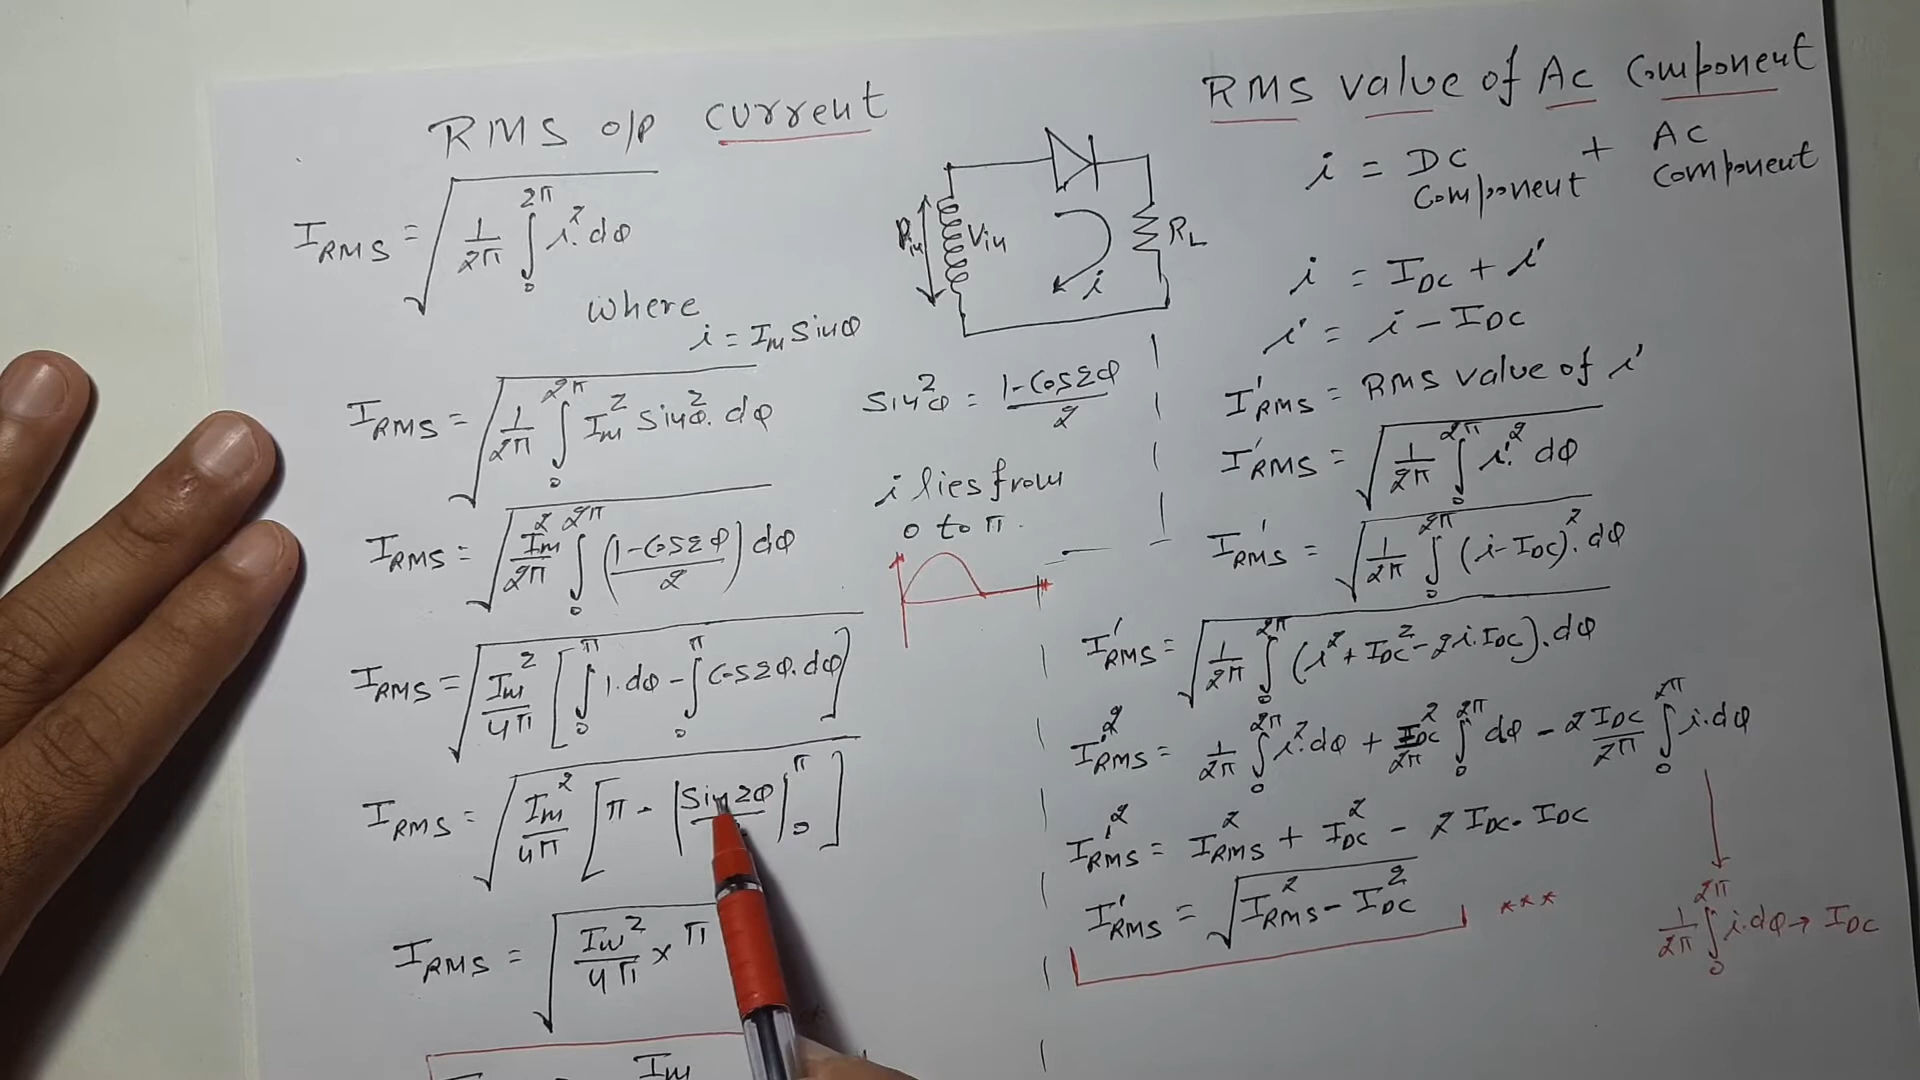 RMS o/p current
I_RMS = √(1/2π ∫₀^2π i².dφ)
where
i = I_m Sinφ
I_RMS = √(1/2π ∫₀^2π I_m² Sin²φ. dφ)
I_RMS = √(I_m²/2π ∫₀^2π (1-Cos2φ/2) dφ)
I_RMS = √(I_m²/4π [∫₀^π 1.dφ - ∫₀^π Cos2φ.dφ])
I_RMS = √(I_m²/4π [π - |Sin2φ|₀^π])
I_RMS = √(I_m²/4π × π
I_m
P_in V_in i R_L
Sin²φ = 1-Cos2φ/2
i lies from
0 to π.
RMS value of AC Component
i = DC Component + AC Component
i = I_DC + i'
i' = i - I_DC
I'_RMS = RMS value of i'
I'_RMS = √(1/2π ∫₀^2π i'.² dφ)
I'_RMS = √(1/2π ∫₀^2π (i-I_DC)².dφ)
I'_RMS = √(1/2π ∫₀^2π (i²+I_DC²-2i.I_DC).dφ)
I'²_RMS = 1/2π ∫₀^2π i².dφ + I_DC²/2π ∫₀^2π dφ - 2 I_DC/2π ∫₀^2π i.dφ
I'²_RMS = I²_RMS + I²_DC - 2 I_DC . I_DC
I'_RMS = √(I²_RMS - I²_DC) ***
1/2π ∫₀^2π i.dφ → I_DC